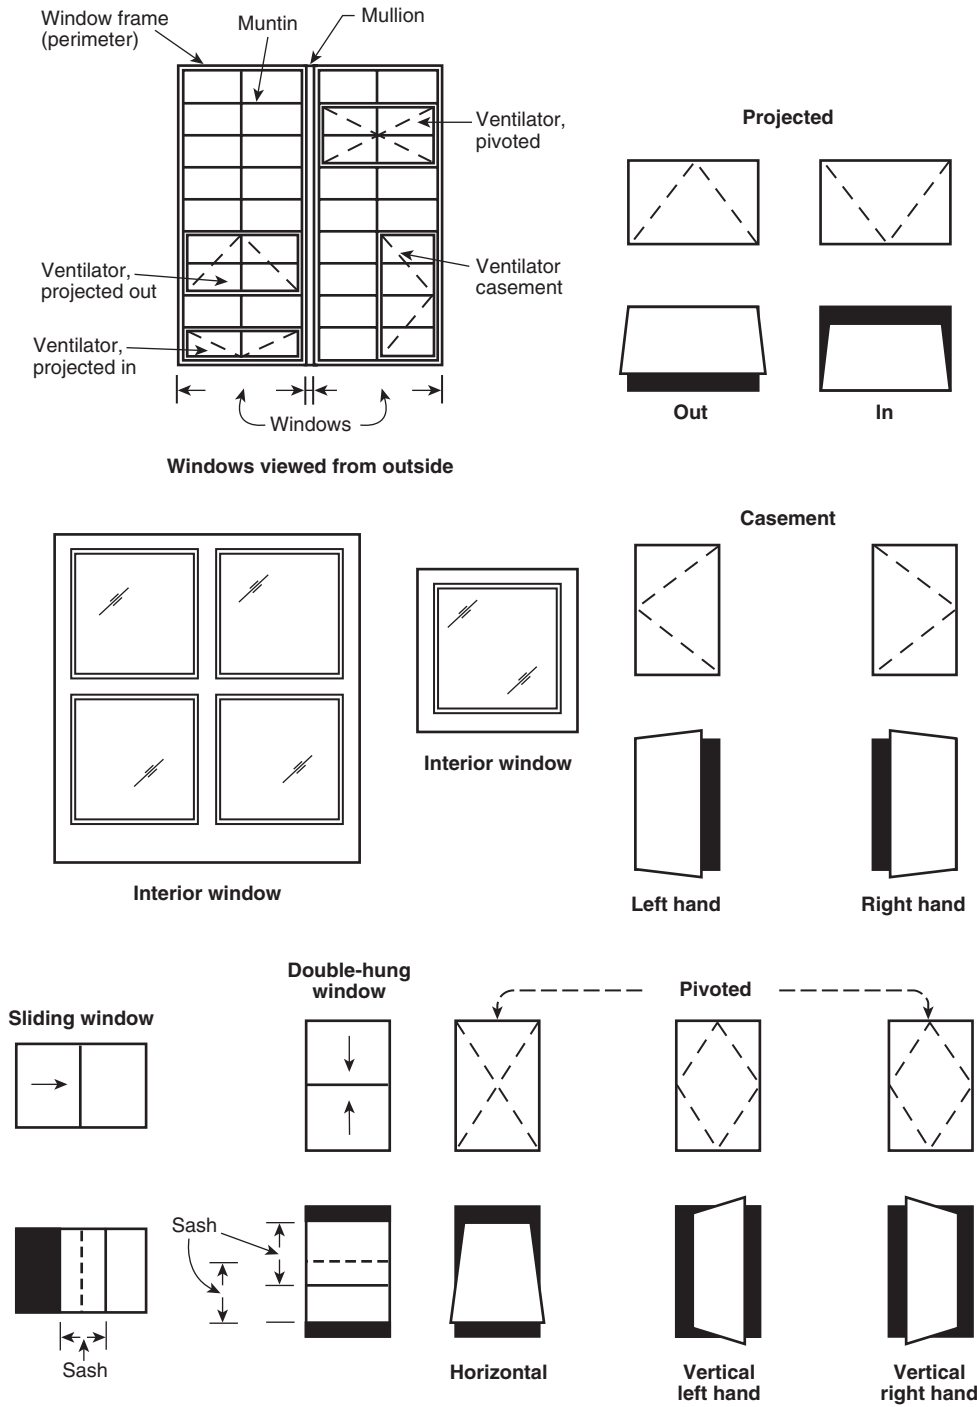 Window frame
(perimeter)
Muntin
Mullion
Ventilator,
pivoted
Ventilator,
projected out
Ventilator
casement
Ventilator,
projected in
Windows
Windows viewed from outside
Projected
Out
In
Interior window
Interior window
Casement
Left hand
Right hand
Sliding window
Sash
Double-hung
window
Sash
Pivoted
Horizontal
Vertical
left hand
Vertical
right hand